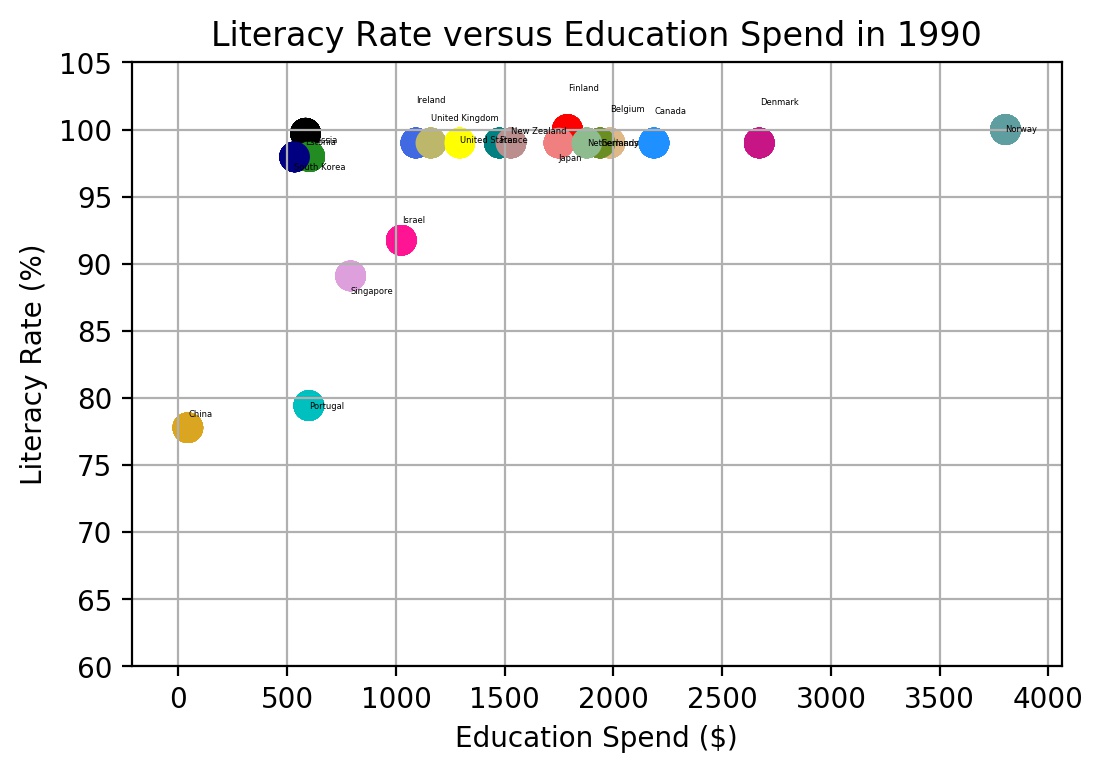 Literacy Rate versus Education Spend in 1990
105
100
95
90
85
80
75
70
65
60
Literacy Rate (%)
Finland
Ireland
Denmark
Belgium
Canada
United Kingdom
New Zealand
Norway
United States
France
Netherlands
Germany
Japan
South Korea
Israel
Singapore
Portugal
China
0 500 1000 1500 2000 2500 3000 3500 4000
Education Spend ($)